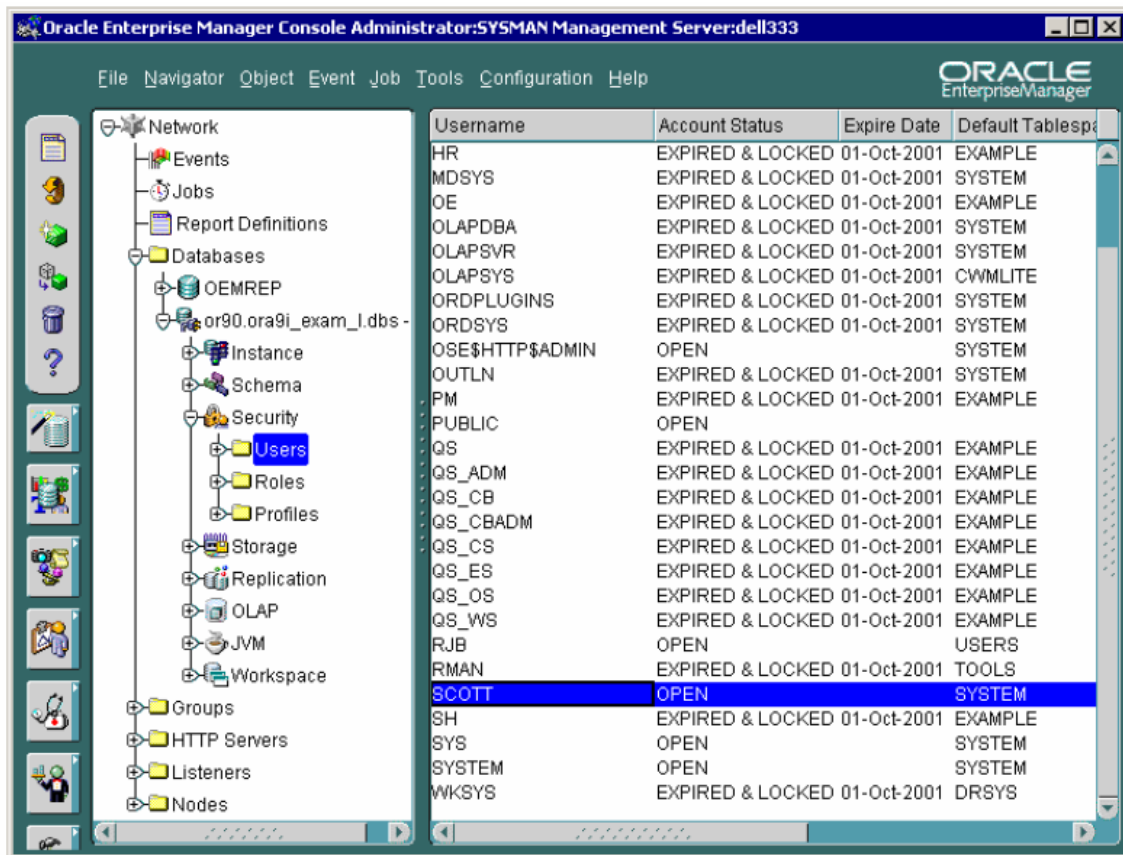 Oracle Enterprise Manager Console Administrator:SYSMAN Management Server:dell333
File Navigator Object Event Job Tools Configuration Help
ORACLE
EnterpriseManager
Network
Events
Jobs
Report Definitions
Databases
OEMREP
or90.ora9i_exam_l.dbs -
Instance
Schema
Security
Users
Roles
Profiles
Storage
Replication
OLAP
JVM
Workspace
Groups
HTTP Servers
Listeners
Nodes
Username Account Status Expire Date Default Tablespa
HR EXPIRED & LOCKED 01-Oct-2001 EXAMPLE
MDSYS EXPIRED & LOCKED 01-Oct-2001 SYSTEM
OE EXPIRED & LOCKED 01-Oct-2001 EXAMPLE
OLAPDBA EXPIRED & LOCKED 01-Oct-2001 SYSTEM
OLAPSVR EXPIRED & LOCKED 01-Oct-2001 SYSTEM
OLAPSYS EXPIRED & LOCKED 01-Oct-2001 CWMLITE
ORDPLUGINS EXPIRED & LOCKED 01-Oct-2001 SYSTEM
ORDSYS EXPIRED & LOCKED 01-Oct-2001 SYSTEM
OSE$HTTP$ADMIN OPEN SYSTEM
OUTLN EXPIRED & LOCKED 01-Oct-2001 SYSTEM
PM EXPIRED & LOCKED 01-Oct-2001 EXAMPLE
PUBLIC OPEN
QS EXPIRED & LOCKED 01-Oct-2001 EXAMPLE
QS_ADM EXPIRED & LOCKED 01-Oct-2001 EXAMPLE
QS_CB EXPIRED & LOCKED 01-Oct-2001 EXAMPLE
QS_CBADM EXPIRED & LOCKED 01-Oct-2001 EXAMPLE
QS_CS EXPIRED & LOCKED 01-Oct-2001 EXAMPLE
QS_ES EXPIRED & LOCKED 01-Oct-2001 EXAMPLE
QS_OS EXPIRED & LOCKED 01-Oct-2001 EXAMPLE
QS_WS EXPIRED & LOCKED 01-Oct-2001 EXAMPLE
RJB OPEN USERS
RMAN EXPIRED & LOCKED 01-Oct-2001 TOOLS
SCOTT OPEN SYSTEM
SH EXPIRED & LOCKED 01-Oct-2001 EXAMPLE
SYS OPEN SYSTEM
SYSTEM OPEN SYSTEM
WKSYS EXPIRED & LOCKED 01-Oct-2001 DRSYS